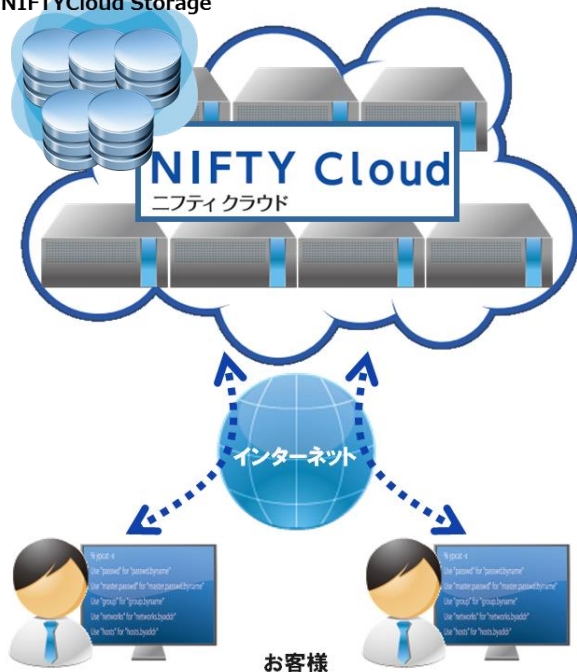 NIFTYCloud Storage
NIFTY Cloud
ニフティクラウド
インターネット
% ypcat -x
Use "passwd" for "passwd.byname"
Use "master.passwd" for "master.passwd.byname"
Use "group" for "group.byname"
Use "networks" for "networks.byaddr"
Use "hosts" for "hosts.byaddr"
% ypcat -x
Use "passwd" for "passwd.byname"
Use "master.passwd" for "master.passwd.byname"
Use "group" for "group.byname"
Use "networks" for "networks.byaddr"
Use "hosts" for "hosts.byaddr"
お客様